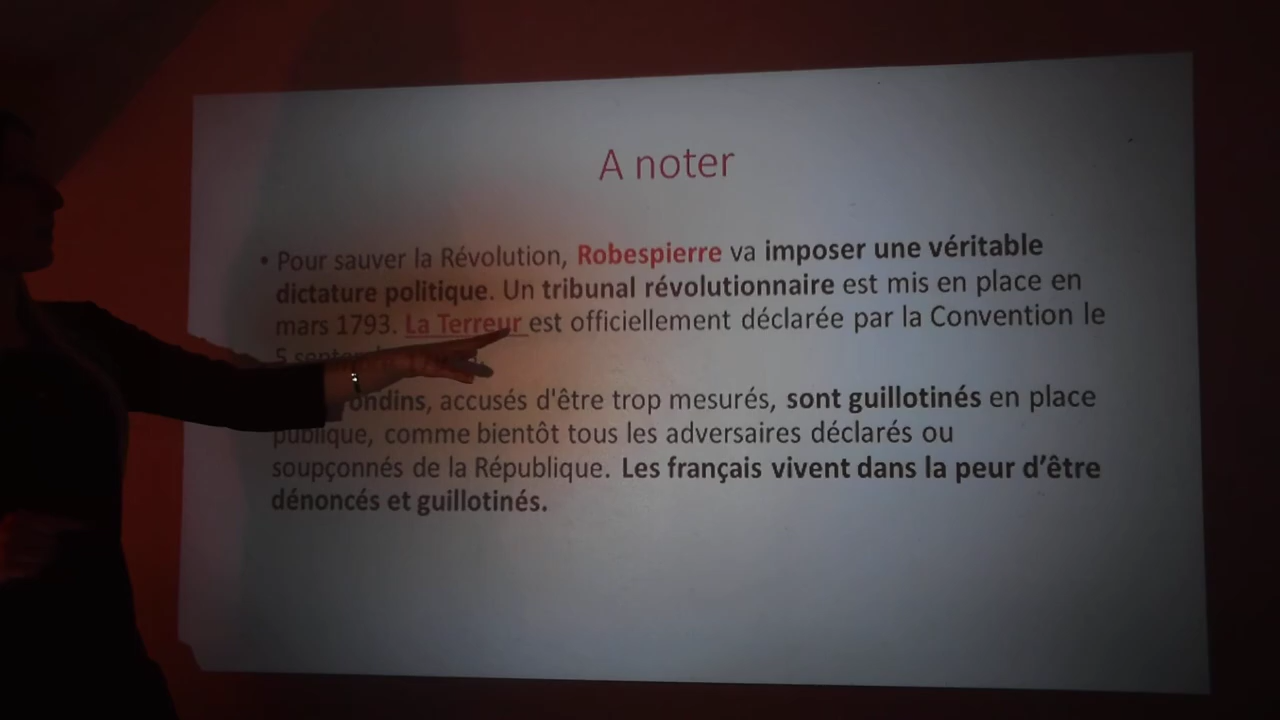 A noter
• Pour sauver la Révolution, Robespierre va imposer une véritable
dictature politique. Un tribunal révolutionnaire est mis en place en
mars 1793. La Terreur est officiellement déclarée par la Convention le
5
ondins, accusés d'être trop mesurés, sont guillotinés en place
publique, comme bientôt tous les adversaires déclarés ou
soupçonnés de la République. Les français vivent dans la peur d’être
dénoncés et guillotinés.